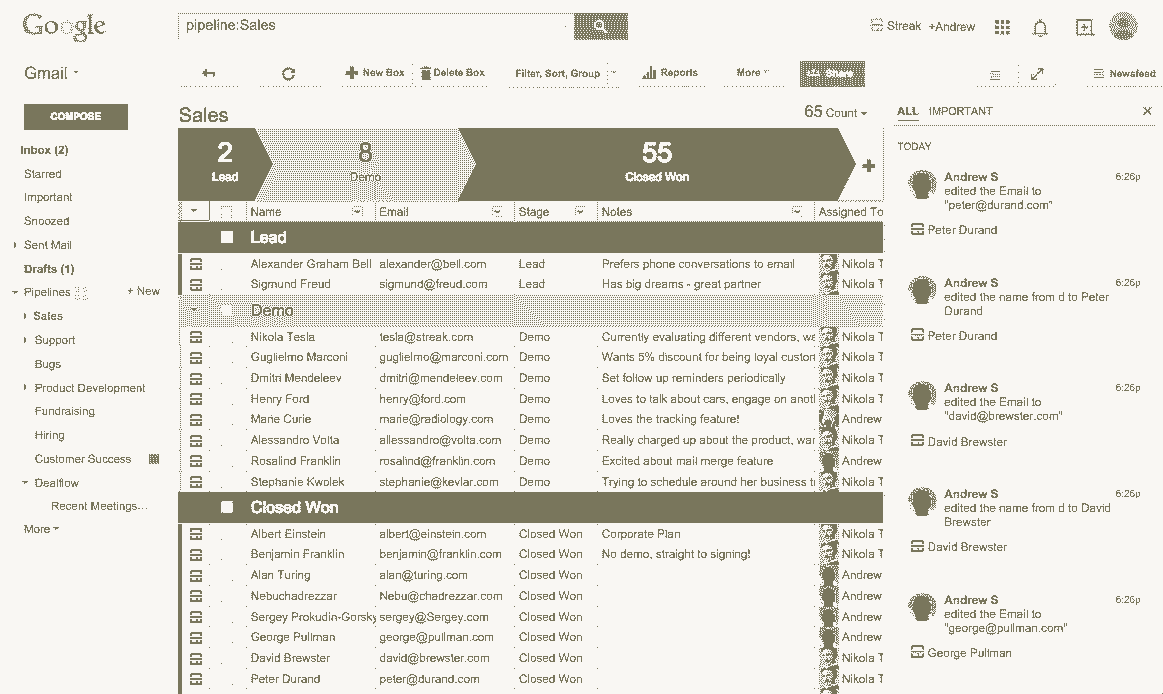 Google
pipeline:Sales
Streak +Andrew
Gmail
New Box
Delete Box
Filter, Sort, Group
Reports
More
Share
Newsfeed
COMPOSE
Inbox (2)
Starred
Important
Snoozed
Sent Mail
Drafts (1)
Pipelines + New
Sales
Support
Bugs
Product Development
Fundraising
Hiring
Customer Success
Dealflow
Recent Meetings...
More
Sales
65 Count
2 8 55
Lead Demo Closed Won
Name Email Stage Notes Assigned To
Lead
Alexander Graham Bell alexander@bell.com Lead Prefers phone conversations to email Nikola T
Sigmund Freud sigmund@freud.com Lead Has big dreams - great partner Nikola T
Demo
Nikola Tesla tesla@streak.com Demo Currently evaluating different vendors, wa Nikola T
Guglielmo Marconi guglielmo@marconi.com Demo Wants 5% discount for being loyal custon Nikola T
Dmitri Mendeleev dmitri@mendeleev.com Demo Set follow up reminders periodically Nikola T
Henry Ford henry@ford.com Demo Loves to talk about cars, engage on anotl Nikola T
Marie Curie marie@radiology.com Demo Loves the tracking feature! Andrew
Alessandro Volta allessandro@volta.com Demo Really charged up about the product, war Nikola T
Rosalind Franklin rosalind@franklin.com Demo Excited about mail merge feature Andrew
Stephanie Kwolek stephanie@kevlar.com Demo Trying to schedule around her business t Nikola T
Closed Won
Albert Einstein albert@einstein.com Closed Won Corporate Plan Nikola T
Benjamin Franklin benjamin@franklin.com Closed Won No demo, straight to signing! Nikola T
Alan Turing alan@turing.com Closed Won Andrew
Nebuchadrezzar Nebu@chadrezzar.com Closed Won Andrew
Sergey Prokudin-Gorsky sergey@Sergey.com Closed Won Andrew
George Pullman george@pullman.com Closed Won Andrew
David Brewster david@brewster.com Closed Won Nikola T
Peter Durand peter@durand.com Closed Won Nikola T
ALL IMPORTANT
TODAY
Andrew S 6:26p
edited the Email to
"peter@durand.com"
Peter Durand
Andrew S 6:26p
edited the name from d to Peter
Durand
Peter Durand
Andrew S 6:26p
edited the Email to
"david@brewster.com"
David Brewster
Andrew S 6:26p
edited the name from d to David
Brewster
David Brewster
Andrew S 6:26p
edited the Email to
"george@pullman.com"
George Pullman